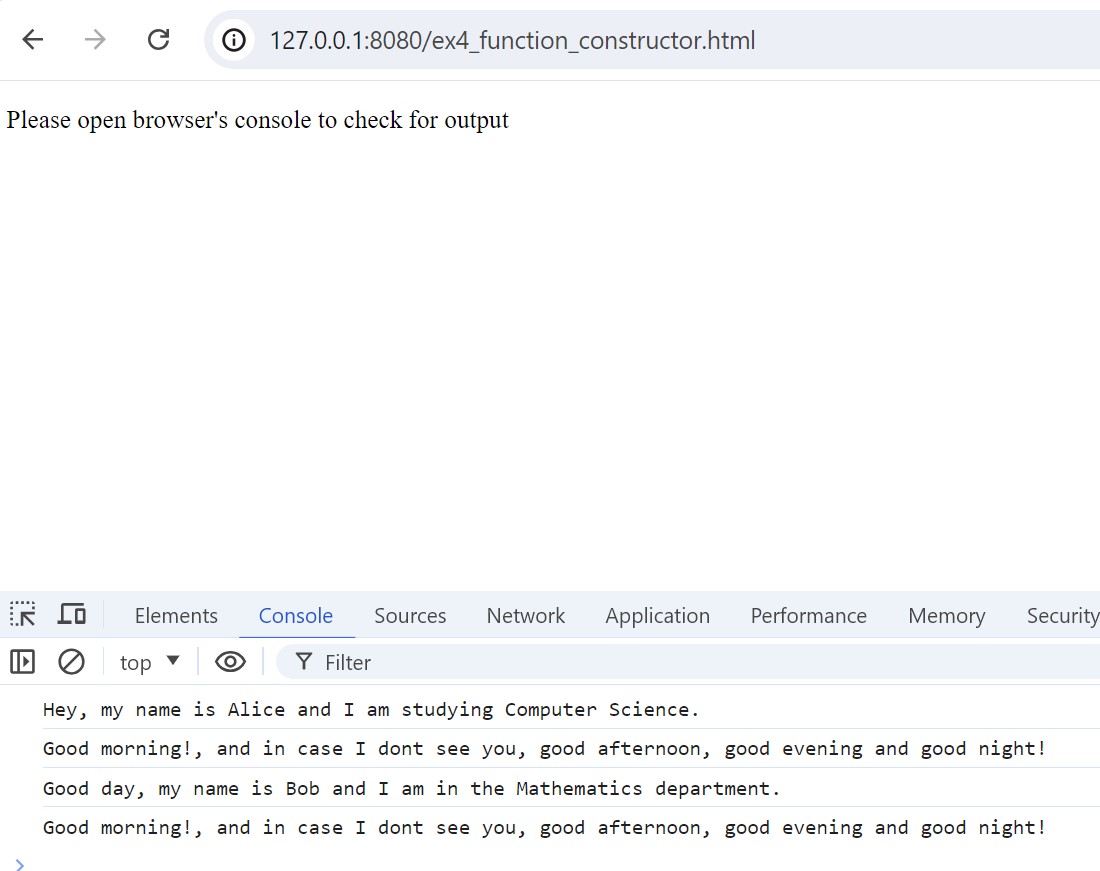 127.0.0.1:8080/ex4_function_constructor.html
Please open browser's console to check for output
Elements Console Sources Network Application Performance Memory Security
top Filter
Hey, my name is Alice and I am studying Computer Science.
Good morning!, and in case I dont see you, good afternoon, good evening and good night!
Good day, my name is Bob and I am in the Mathematics department.
Good morning!, and in case I dont see you, good afternoon, good evening and good night!